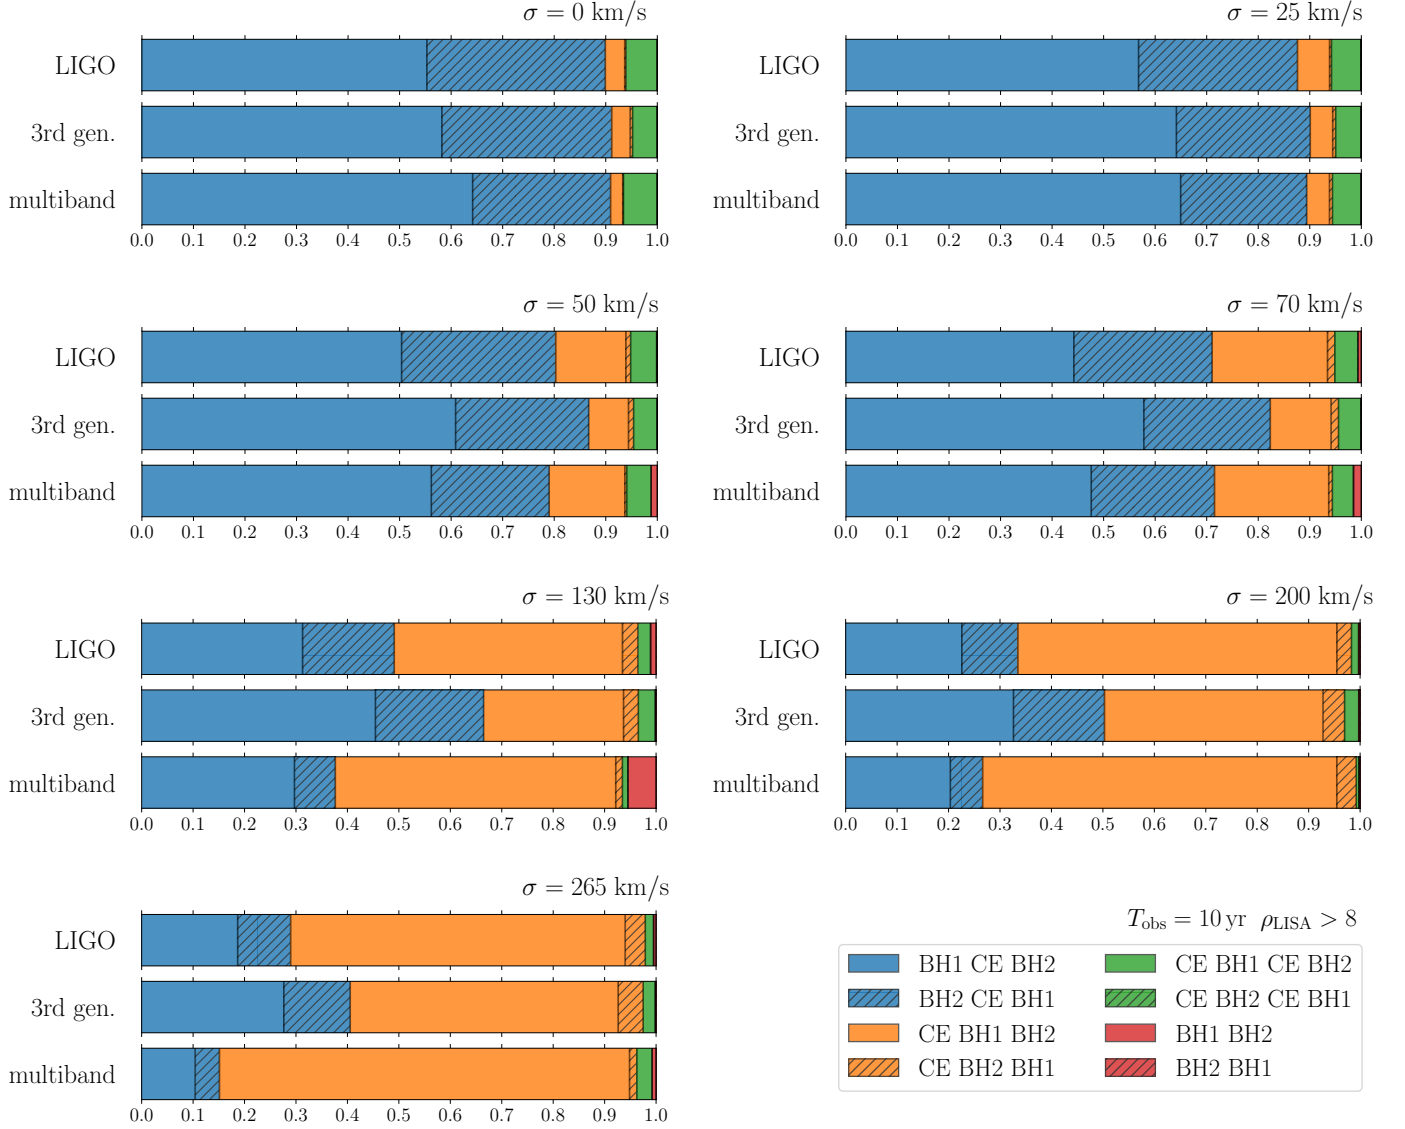 σ = 0 km/s
LIGO
3rd gen.
multiband
0.0 0.1 0.2 0.3 0.4 0.5 0.6 0.7 0.8 0.9 1.0
σ = 25 km/s
LIGO
3rd gen.
multiband
0.0 0.1 0.2 0.3 0.4 0.5 0.6 0.7 0.8 0.9 1.0
σ = 50 km/s
LIGO
3rd gen.
multiband
0.0 0.1 0.2 0.3 0.4 0.5 0.6 0.7 0.8 0.9 1.0
σ = 70 km/s
LIGO
3rd gen.
multiband
0.0 0.1 0.2 0.3 0.4 0.5 0.6 0.7 0.8 0.9 1.0
σ = 130 km/s
LIGO
3rd gen.
multiband
0.0 0.1 0.2 0.3 0.4 0.5 0.6 0.7 0.8 0.9 1.0
σ = 200 km/s
LIGO
3rd gen.
multiband
0.0 0.1 0.2 0.3 0.4 0.5 0.6 0.7 0.8 0.9 1.0
σ = 265 km/s
LIGO
3rd gen.
multiband
0.0 0.1 0.2 0.3 0.4 0.5 0.6 0.7 0.8 0.9 1.0
T_obs = 10 yr ρ_LISA > 8
BH1 CE BH2
BH2 CE BH1
CE BH1 BH2
CE BH2 BH1
CE BH1 CE BH2
CE BH2 CE BH1
BH1 BH2
BH2 BH1